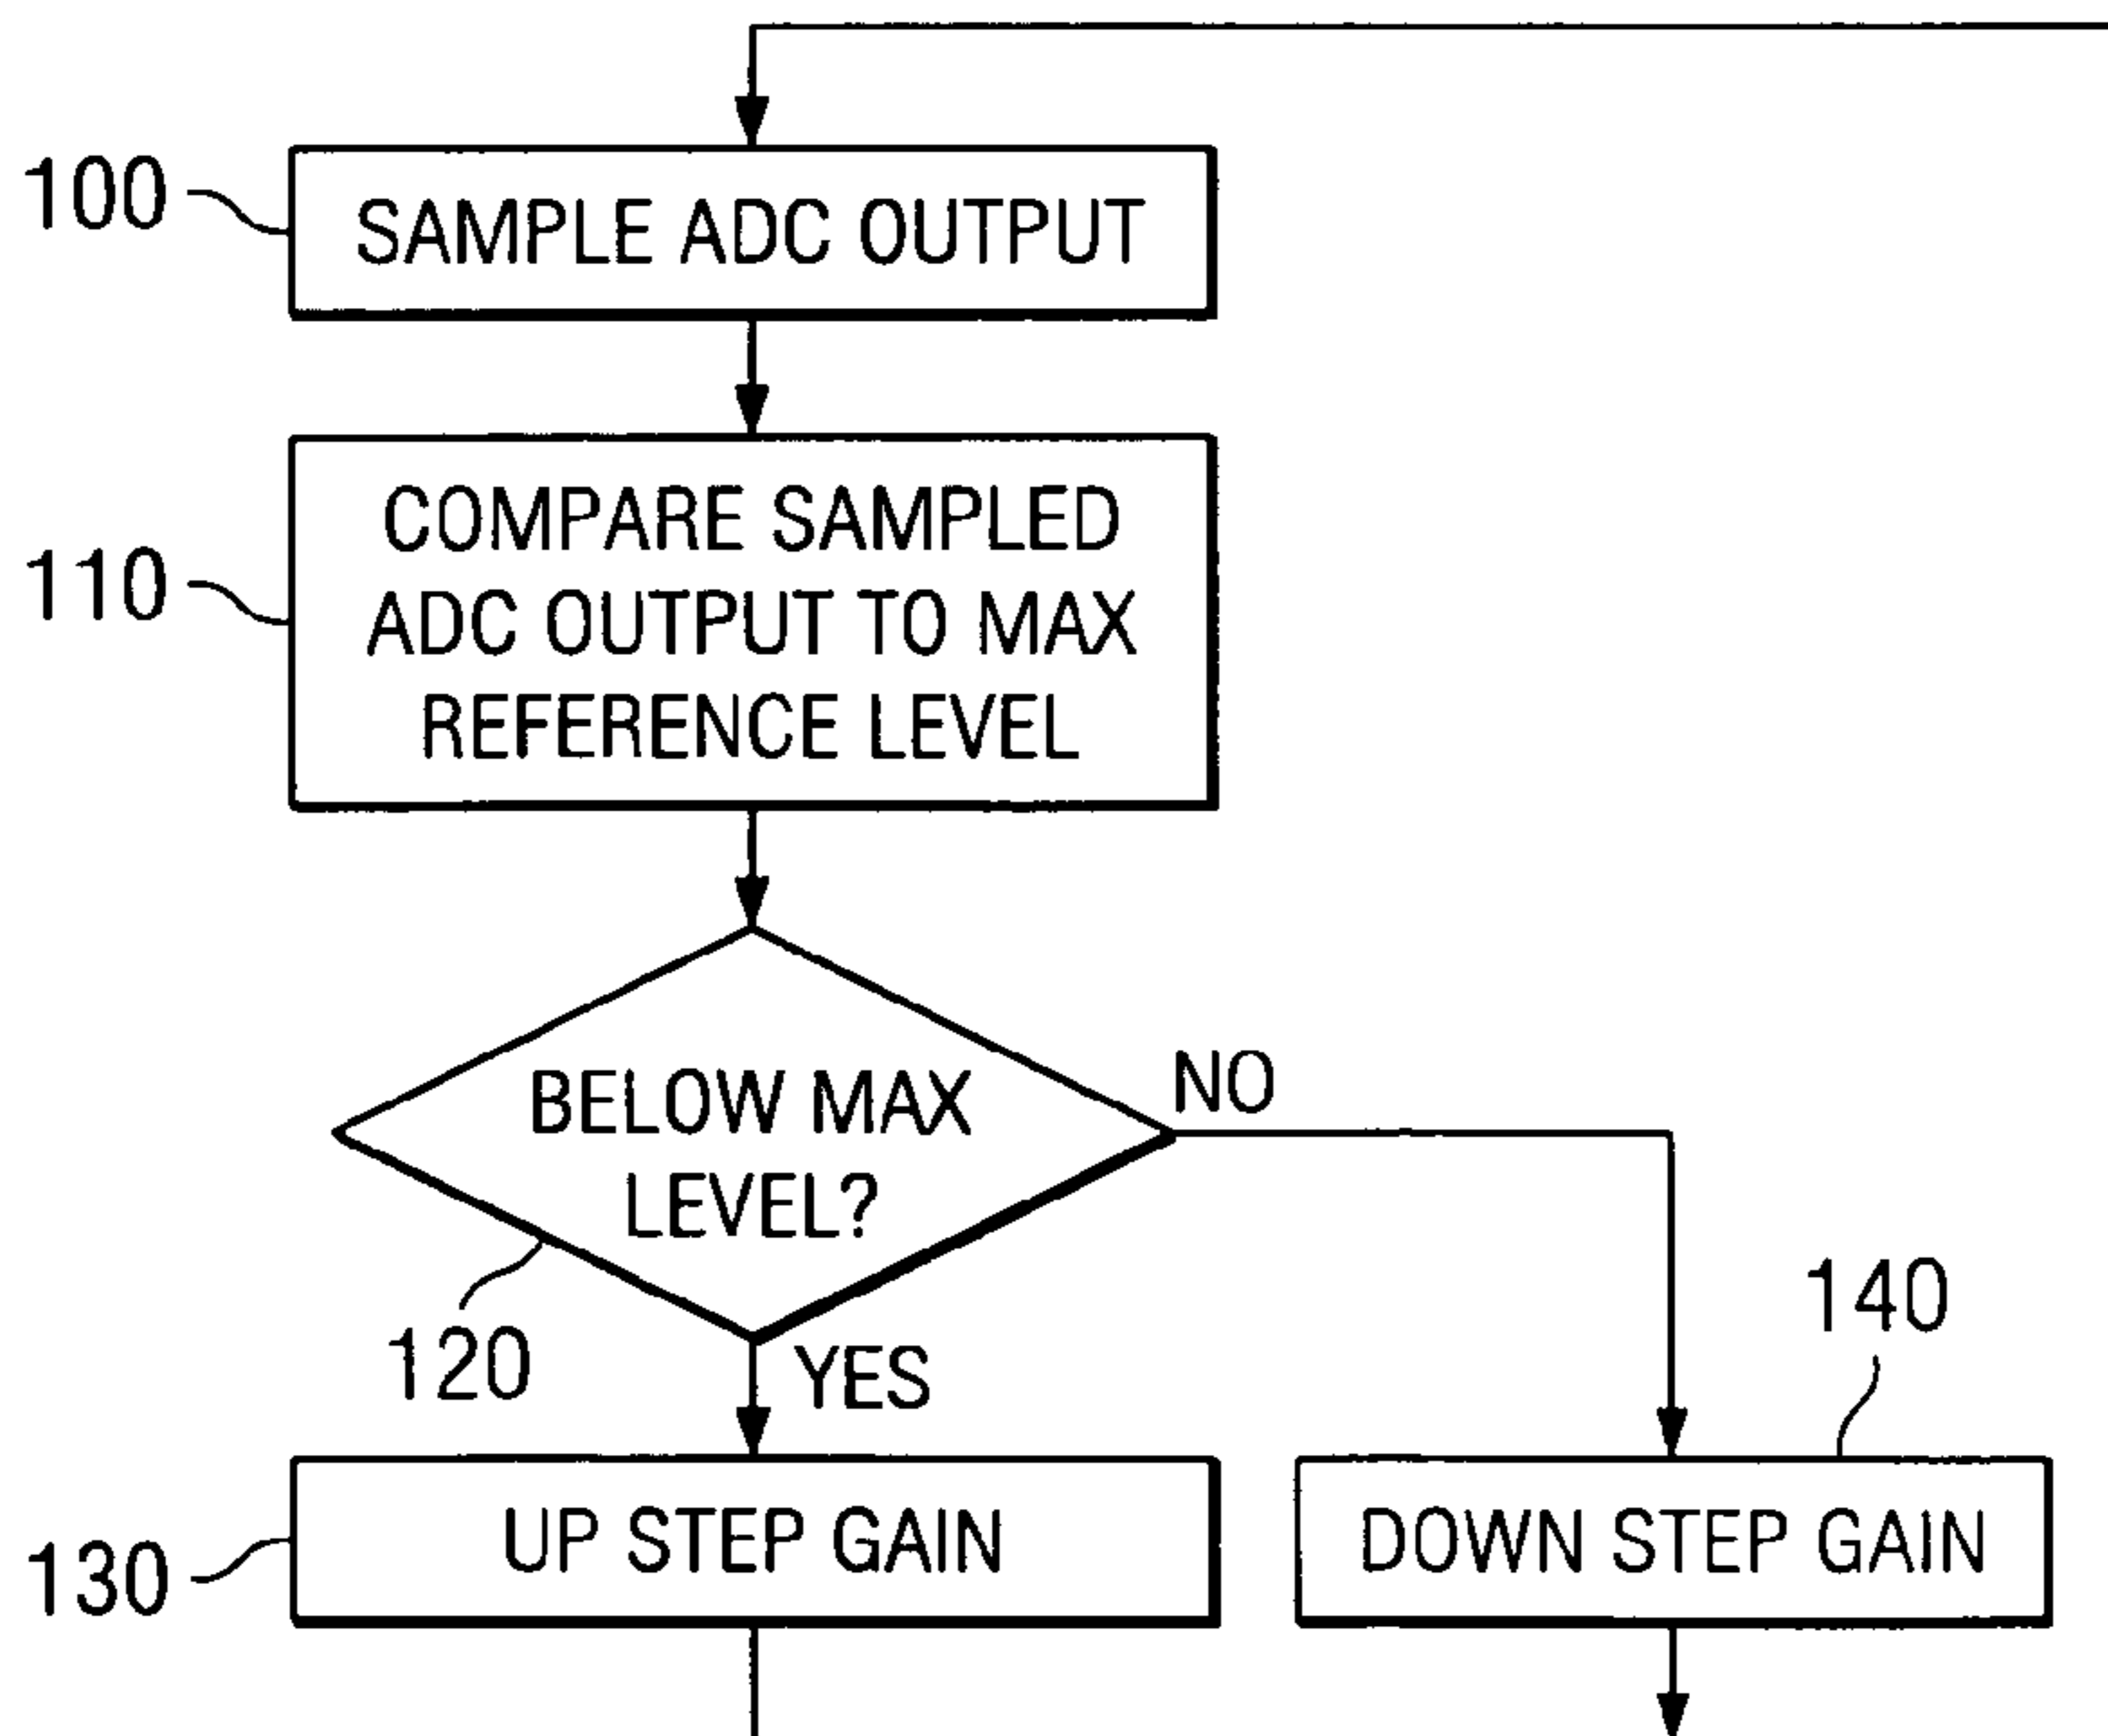 100
SAMPLE ADC OUTPUT
110
COMPARE SAMPLED
ADC OUTPUT TO MAX
REFERENCE LEVEL
BELOW MAX
LEVEL?
NO
120
YES
140
130
UP STEP GAIN
DOWN STEP GAIN